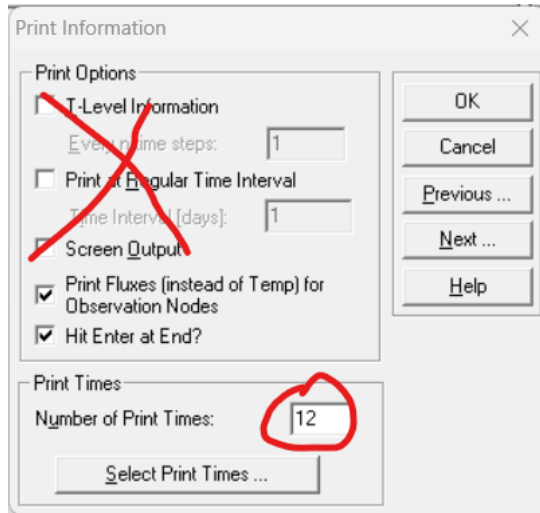 Print Information
Print Options
T-Level Information
Every n time steps: 1
Print at Regular Time Interval
Time Interval [days]: 1
Screen Output
Print Fluxes (instead of Temp) for
Observation Nodes
Hit Enter at End?
OK
Cancel
Previous ...
Next ...
Help
Print Times
Number of Print Times: 12
Select Print Times ...